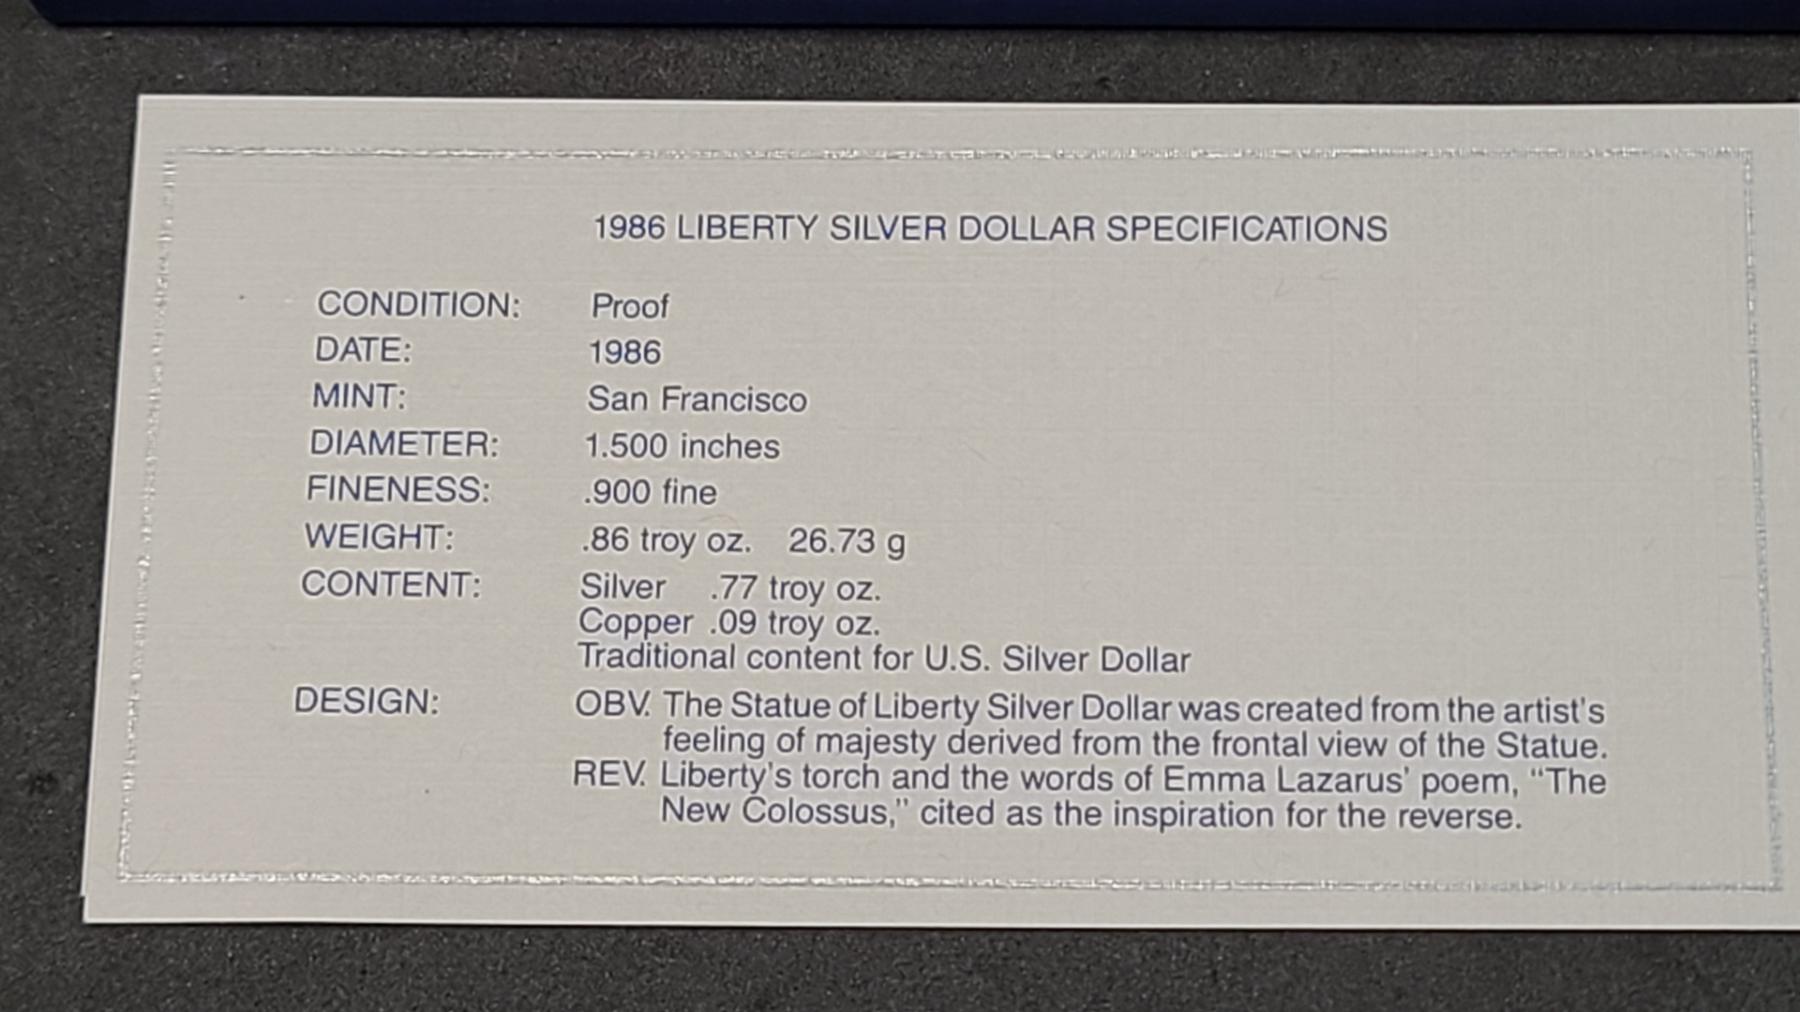 1986 LIBERTY SILVER DOLLAR SPECIFICATIONS
CONDITION: Proof
DATE: 1986
MINT: San Francisco
DIAMETER: 1.500 inches
FINENESS: .900 fine
WEIGHT: .86 troy oz. 26.73 g
CONTENT: Silver .77 troy oz.
Copper .09 troy oz.
Traditional content for U.S. Silver Dollar
DESIGN: OBV. The Statue of Liberty Silver Dollar was created from the artist's
feeling of majesty derived from the frontal view of the Statue.
REV. Liberty's torch and the words of Emma Lazarus' poem, “The
New Colossus,” cited as the inspiration for the reverse.